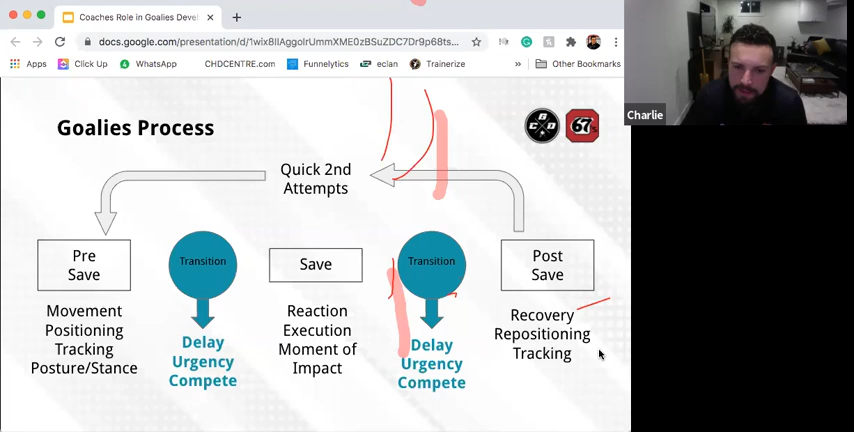 Coaches Role in Goalies Devel
docs.google.com/presentation/d/1wix8IIAggolrUmmXME0zBSuZDC7Dr9p68ts...
Apps
Click Up
WhatsApp
CHDCENTRE.com
Funnelytics
eclan
Trainerize
»
Other Bookmarks
Charlie
Goalies Process
67's
Quick 2nd
Attempts
Pre
Save
Transition
Save
Transition
Post
Save
Movement
Positioning
Tracking
Posture/Stance
Delay
Urgency
Compete
Reaction
Execution
Moment of
Impact
Delay
Urgency
Compete
Recovery
Repositioning
Tracking